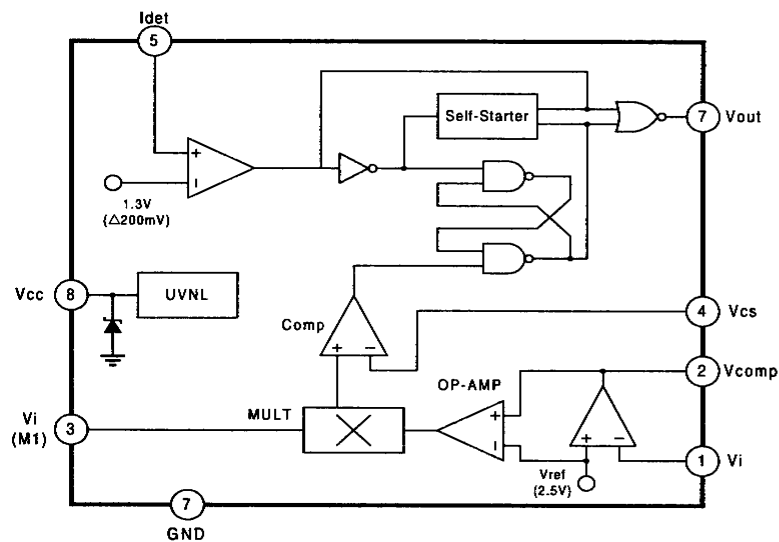 Idet
5
Self-Starter
7
Vout
+
−
1.3V
(△200mV)
Vcc
8
UVNL
4
Vcs
Comp
+ −
2
Vcomp
OP-AMP
MULT
+
−
Vi
(M1)
3
+ −
1
Vi
Vref
(2.5V)
7
GND